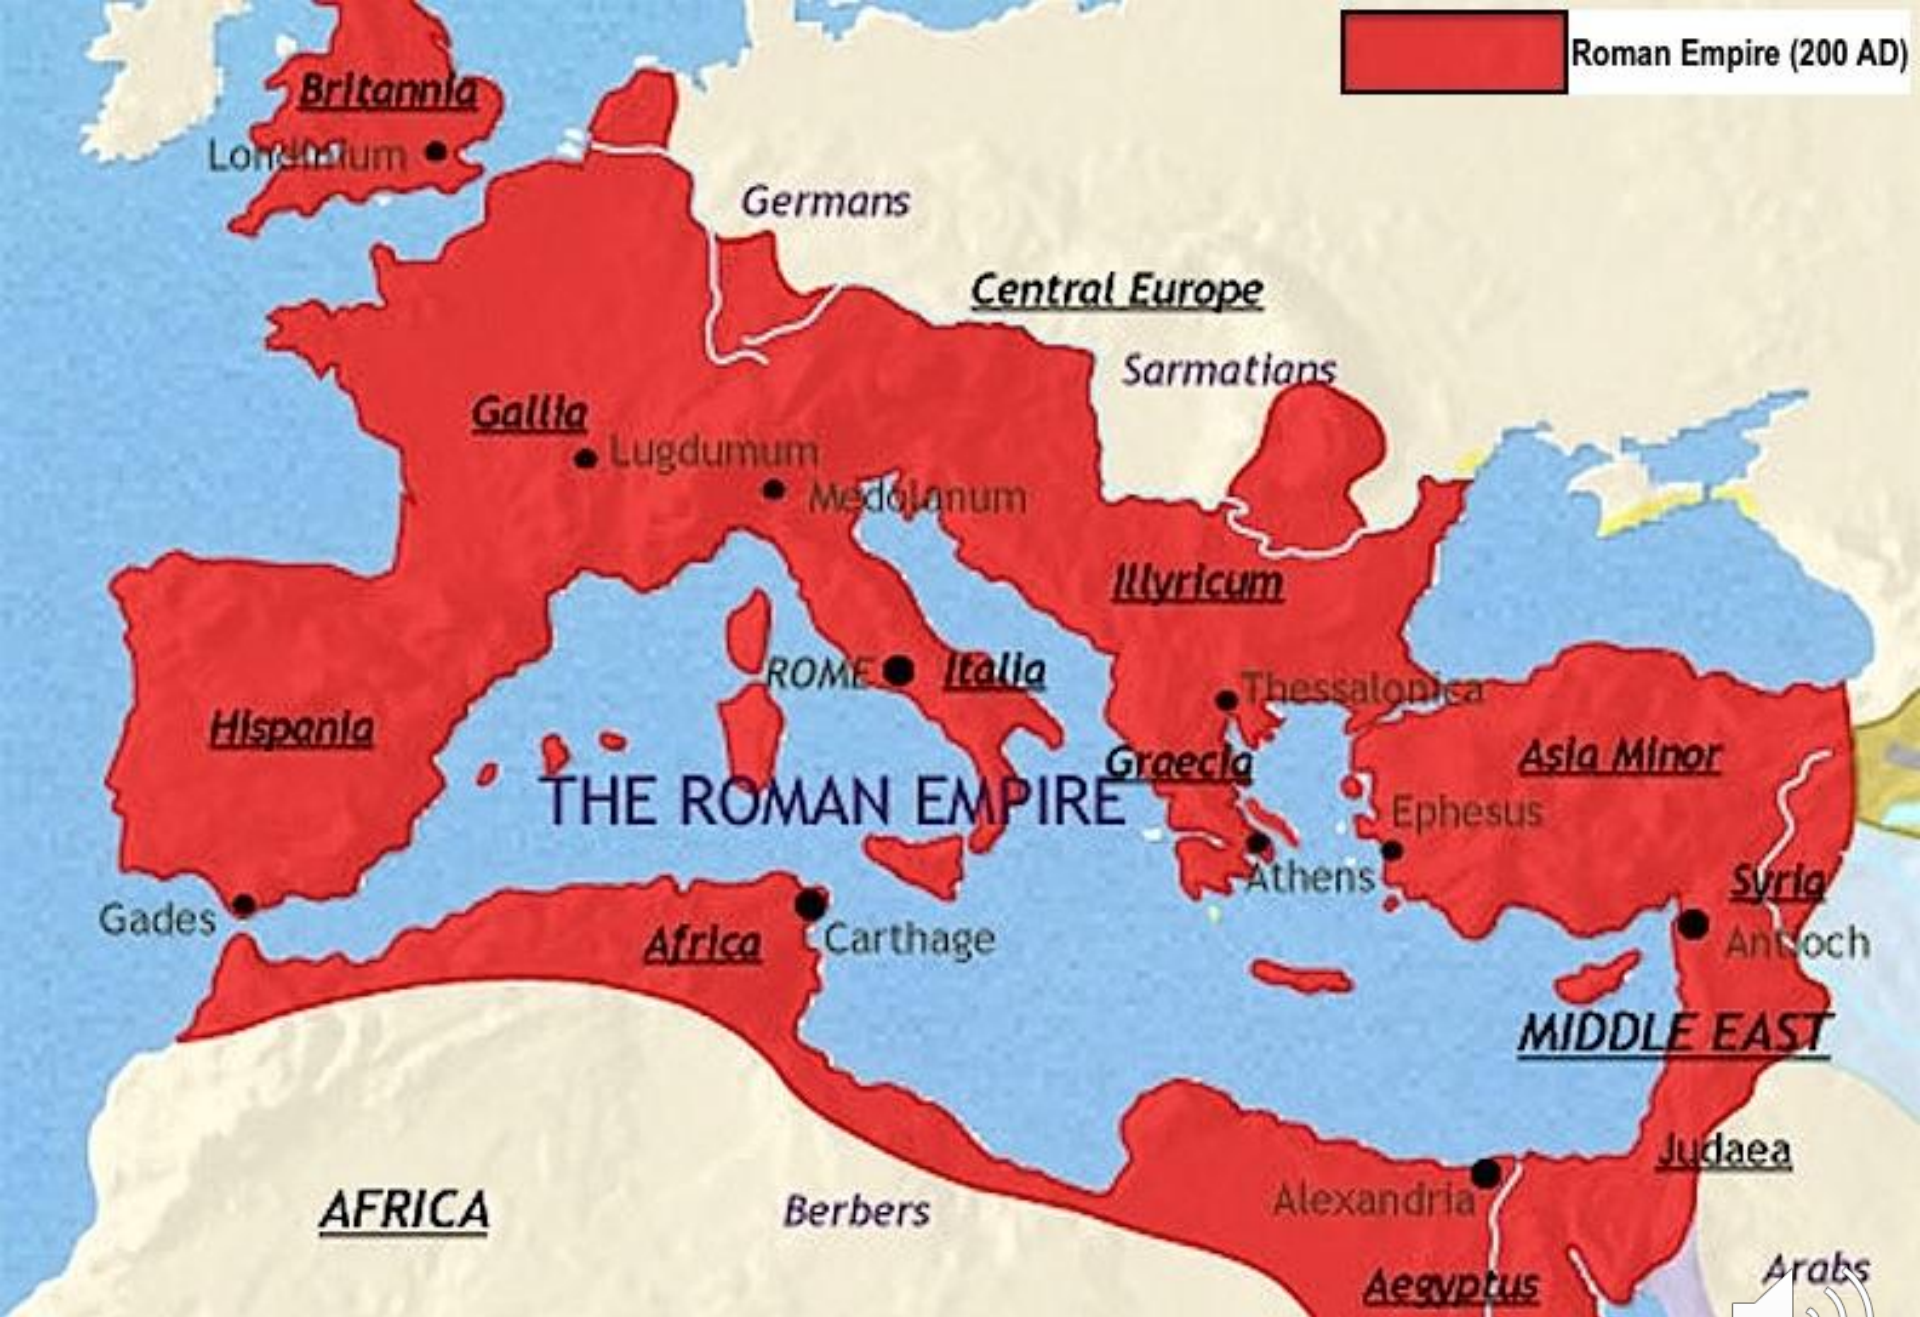 Roman Empire (200 AD)
Britannia
Londinium
Germans
Central Europe
Sarmatians
Gallia
Lugdumum
Medolanum
Illyricum
ROME
Italia
Thessalonica
Hispania
Graecia
Asia Minor
THE ROMAN EMPIRE
Ephesus
Athens
Syria
Gades
Africa
Carthage
Antioch
MIDDLE EAST
Judaea
AFRICA
Berbers
Alexandria
Aegyptus
Arabs